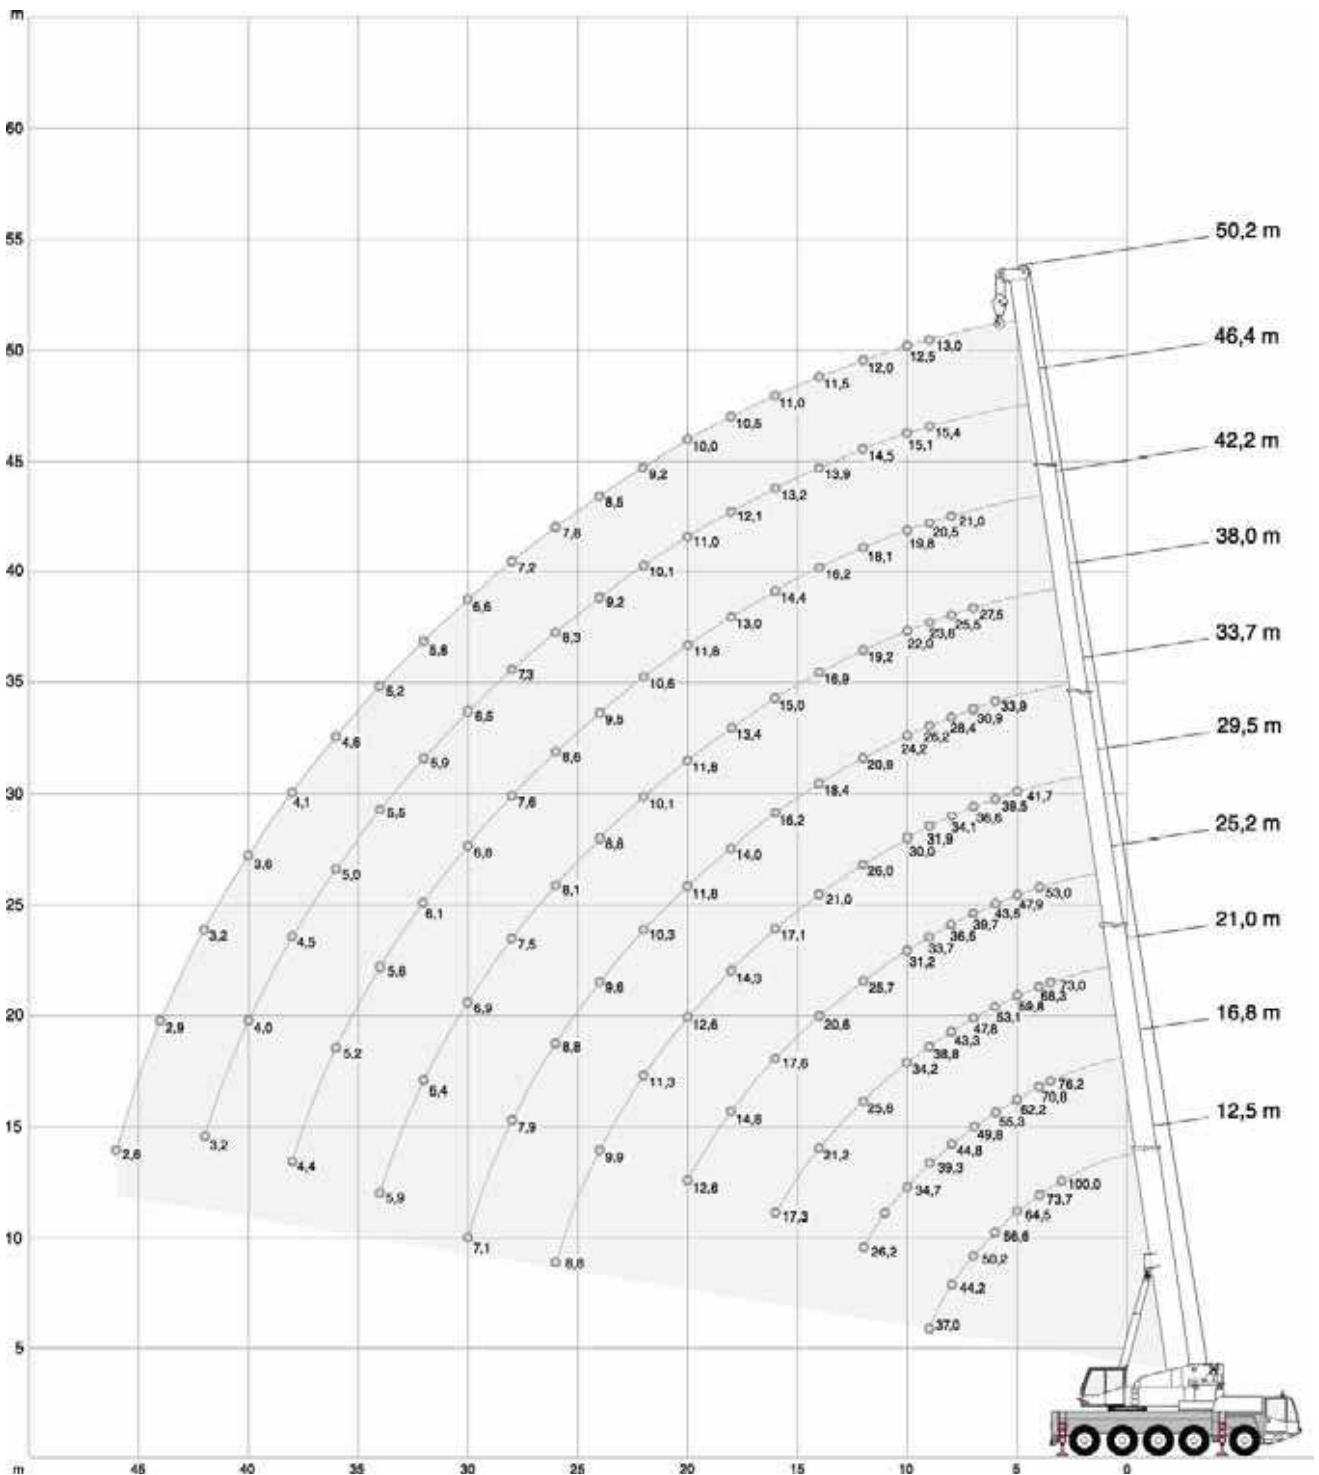 m
60
55
50
45
40
35
30
25
20
15
10
5
m 45 40 35 30 25 20 15 10 5 0
50,2 m
46,4 m
42,2 m
38,0 m
33,7 m
29,5 m
25,2 m
21,0 m
16,8 m
12,5 m
2,6 2,9 3,2 3,6 4,1 4,6 5,2 5,8 6,6 7,2 7,8 8,5 9,2 10,0 10,5 11,0 11,5 12,0 12,5 13,0
3,2 4,0 4,5 5,0 5,5 5,9 6,5 7,3 8,3 9,2 10,1 11,0 12,1 13,2 13,9 14,5 15,1 15,4
4,4 5,2 5,8 6,1 6,8 7,6 8,6 9,5 10,6 11,8 13,0 14,4 16,2 18,1 19,8 20,5 21,0
5,9 6,4 6,9 7,5 8,1 8,8 10,1 11,8 13,4 15,0 16,9 19,2 22,0 23,8 25,5 27,5
7,1 7,9 8,8 9,6 10,3 11,8 14,0 16,2 18,4 20,9 24,2 26,2 28,4 30,9 33,9
8,8 9,9 11,3 12,6 14,3 17,1 21,0 26,0 30,0 31,9 34,1 36,6 39,5 41,7
12,6 14,8 17,6 20,6 25,7 31,2 33,7 36,5 39,7 43,5 47,9 53,0
17,3 21,2 25,6 34,2 38,8 43,3 47,8 53,1 59,8 68,3 73,0
26,2 34,7 39,3 44,8 49,8 55,3 62,2 70,8 76,2
37,0 44,2 50,2 56,6 64,5 73,7 100,0